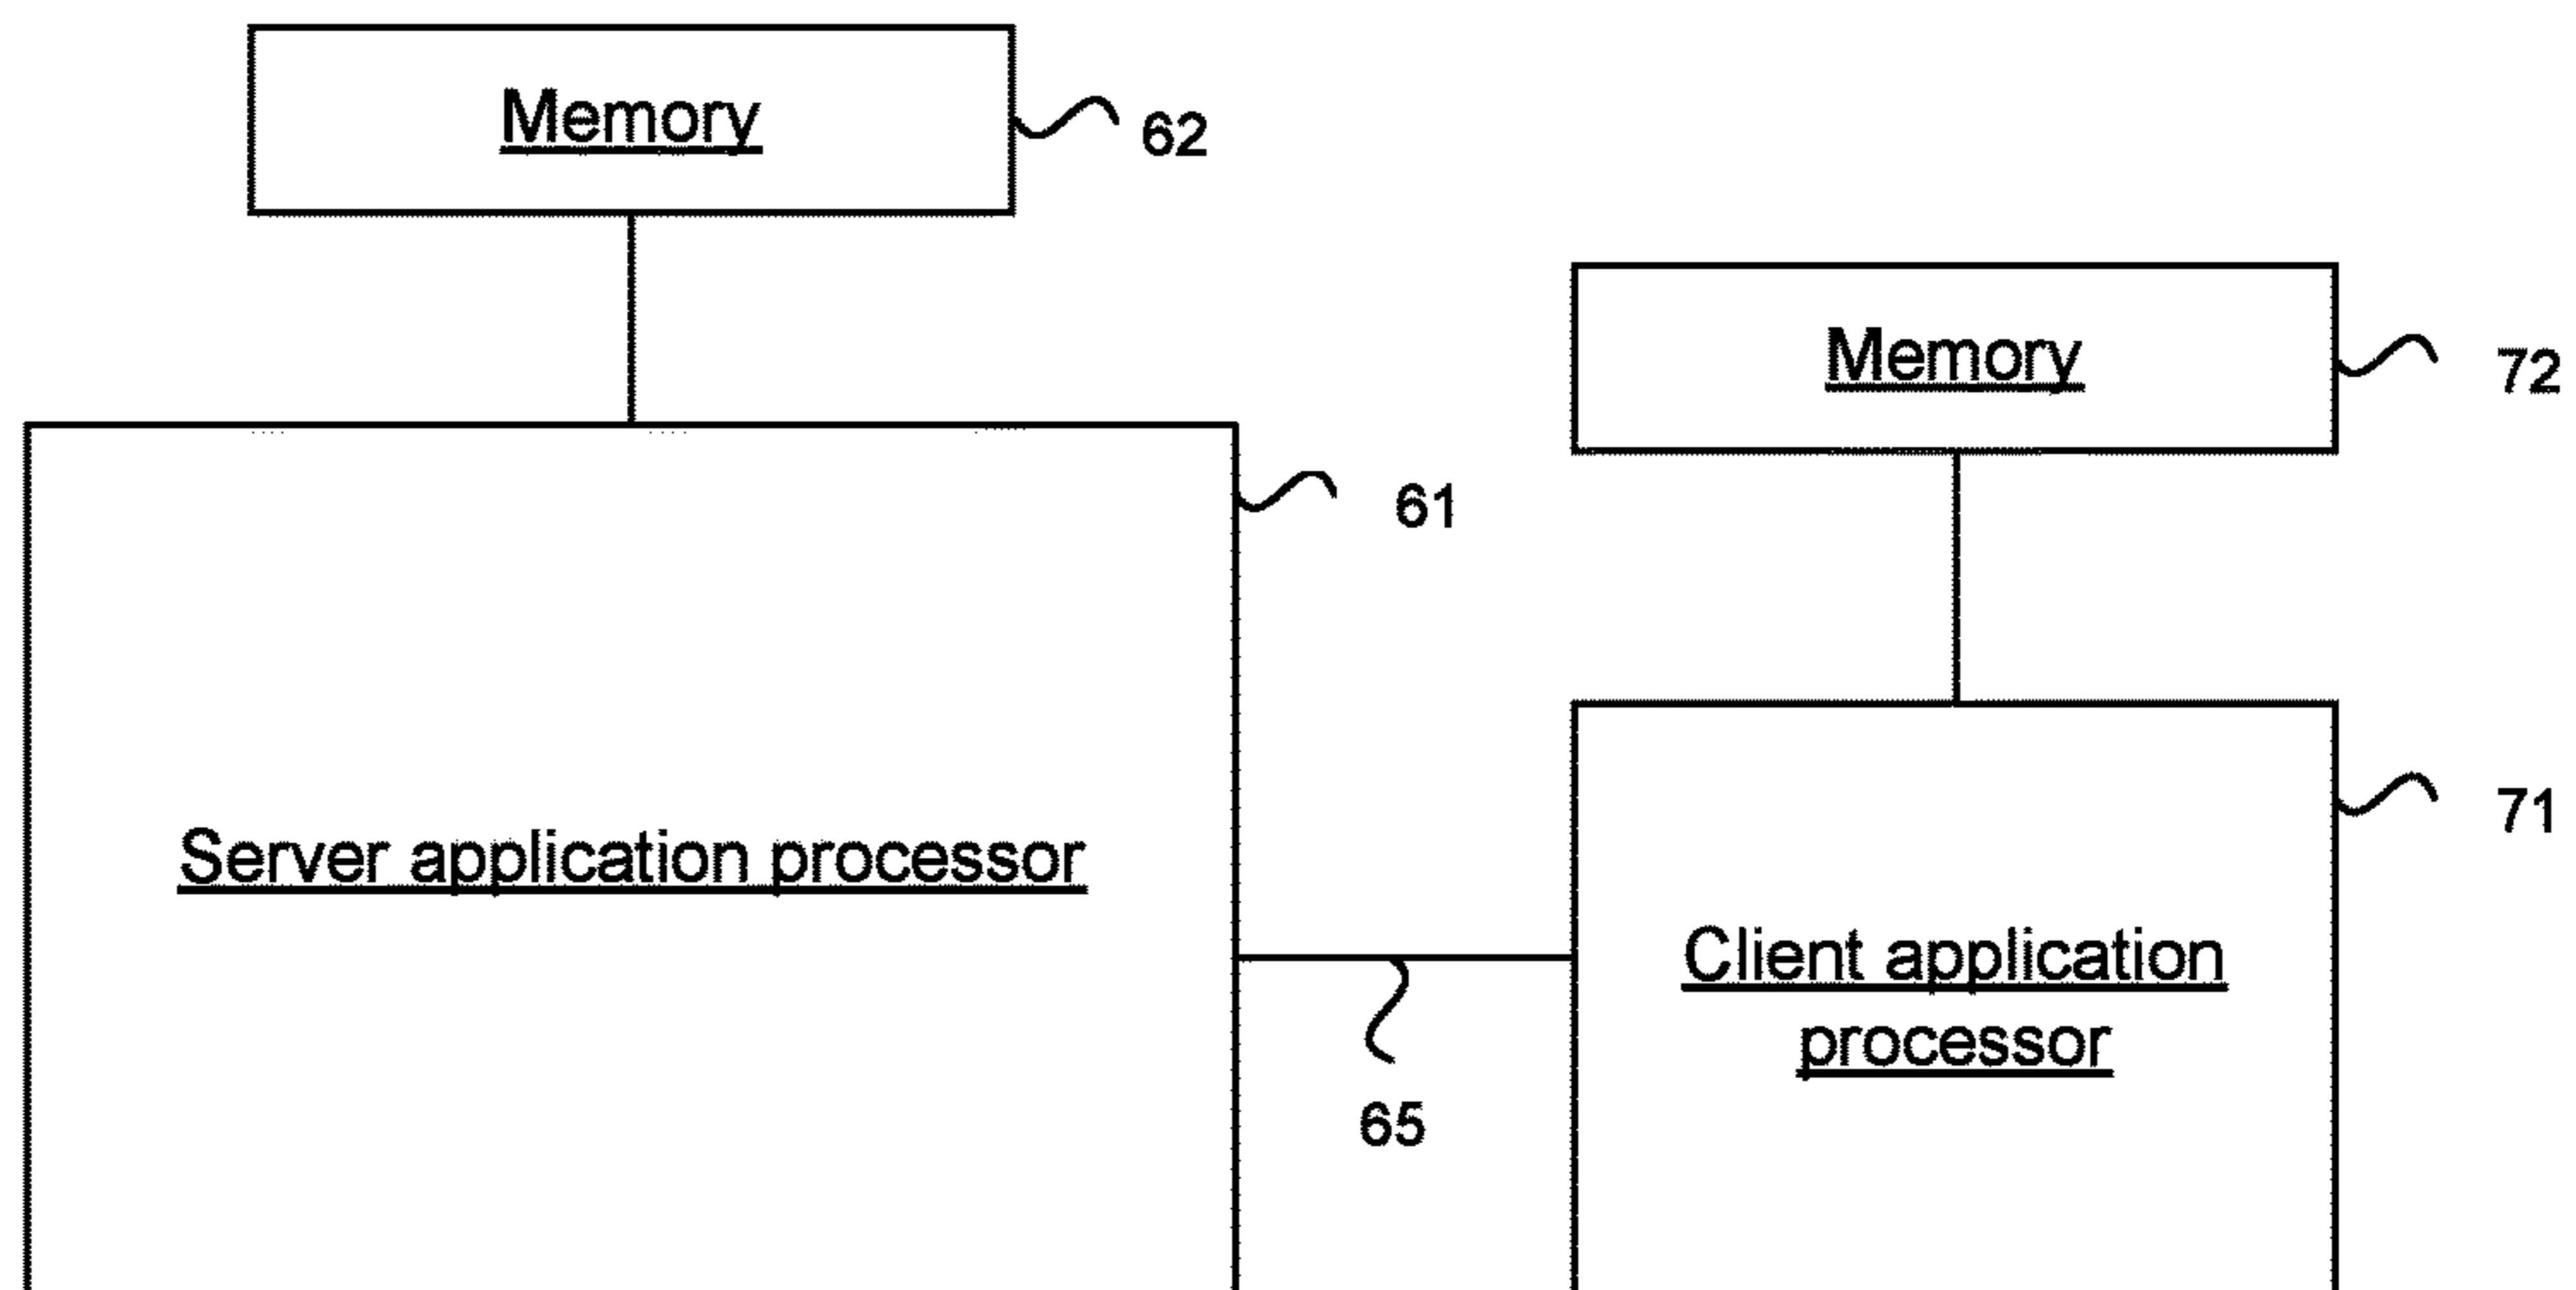 Memory
62
Memory
72
61
71
Server application processor
Client application
processor
65